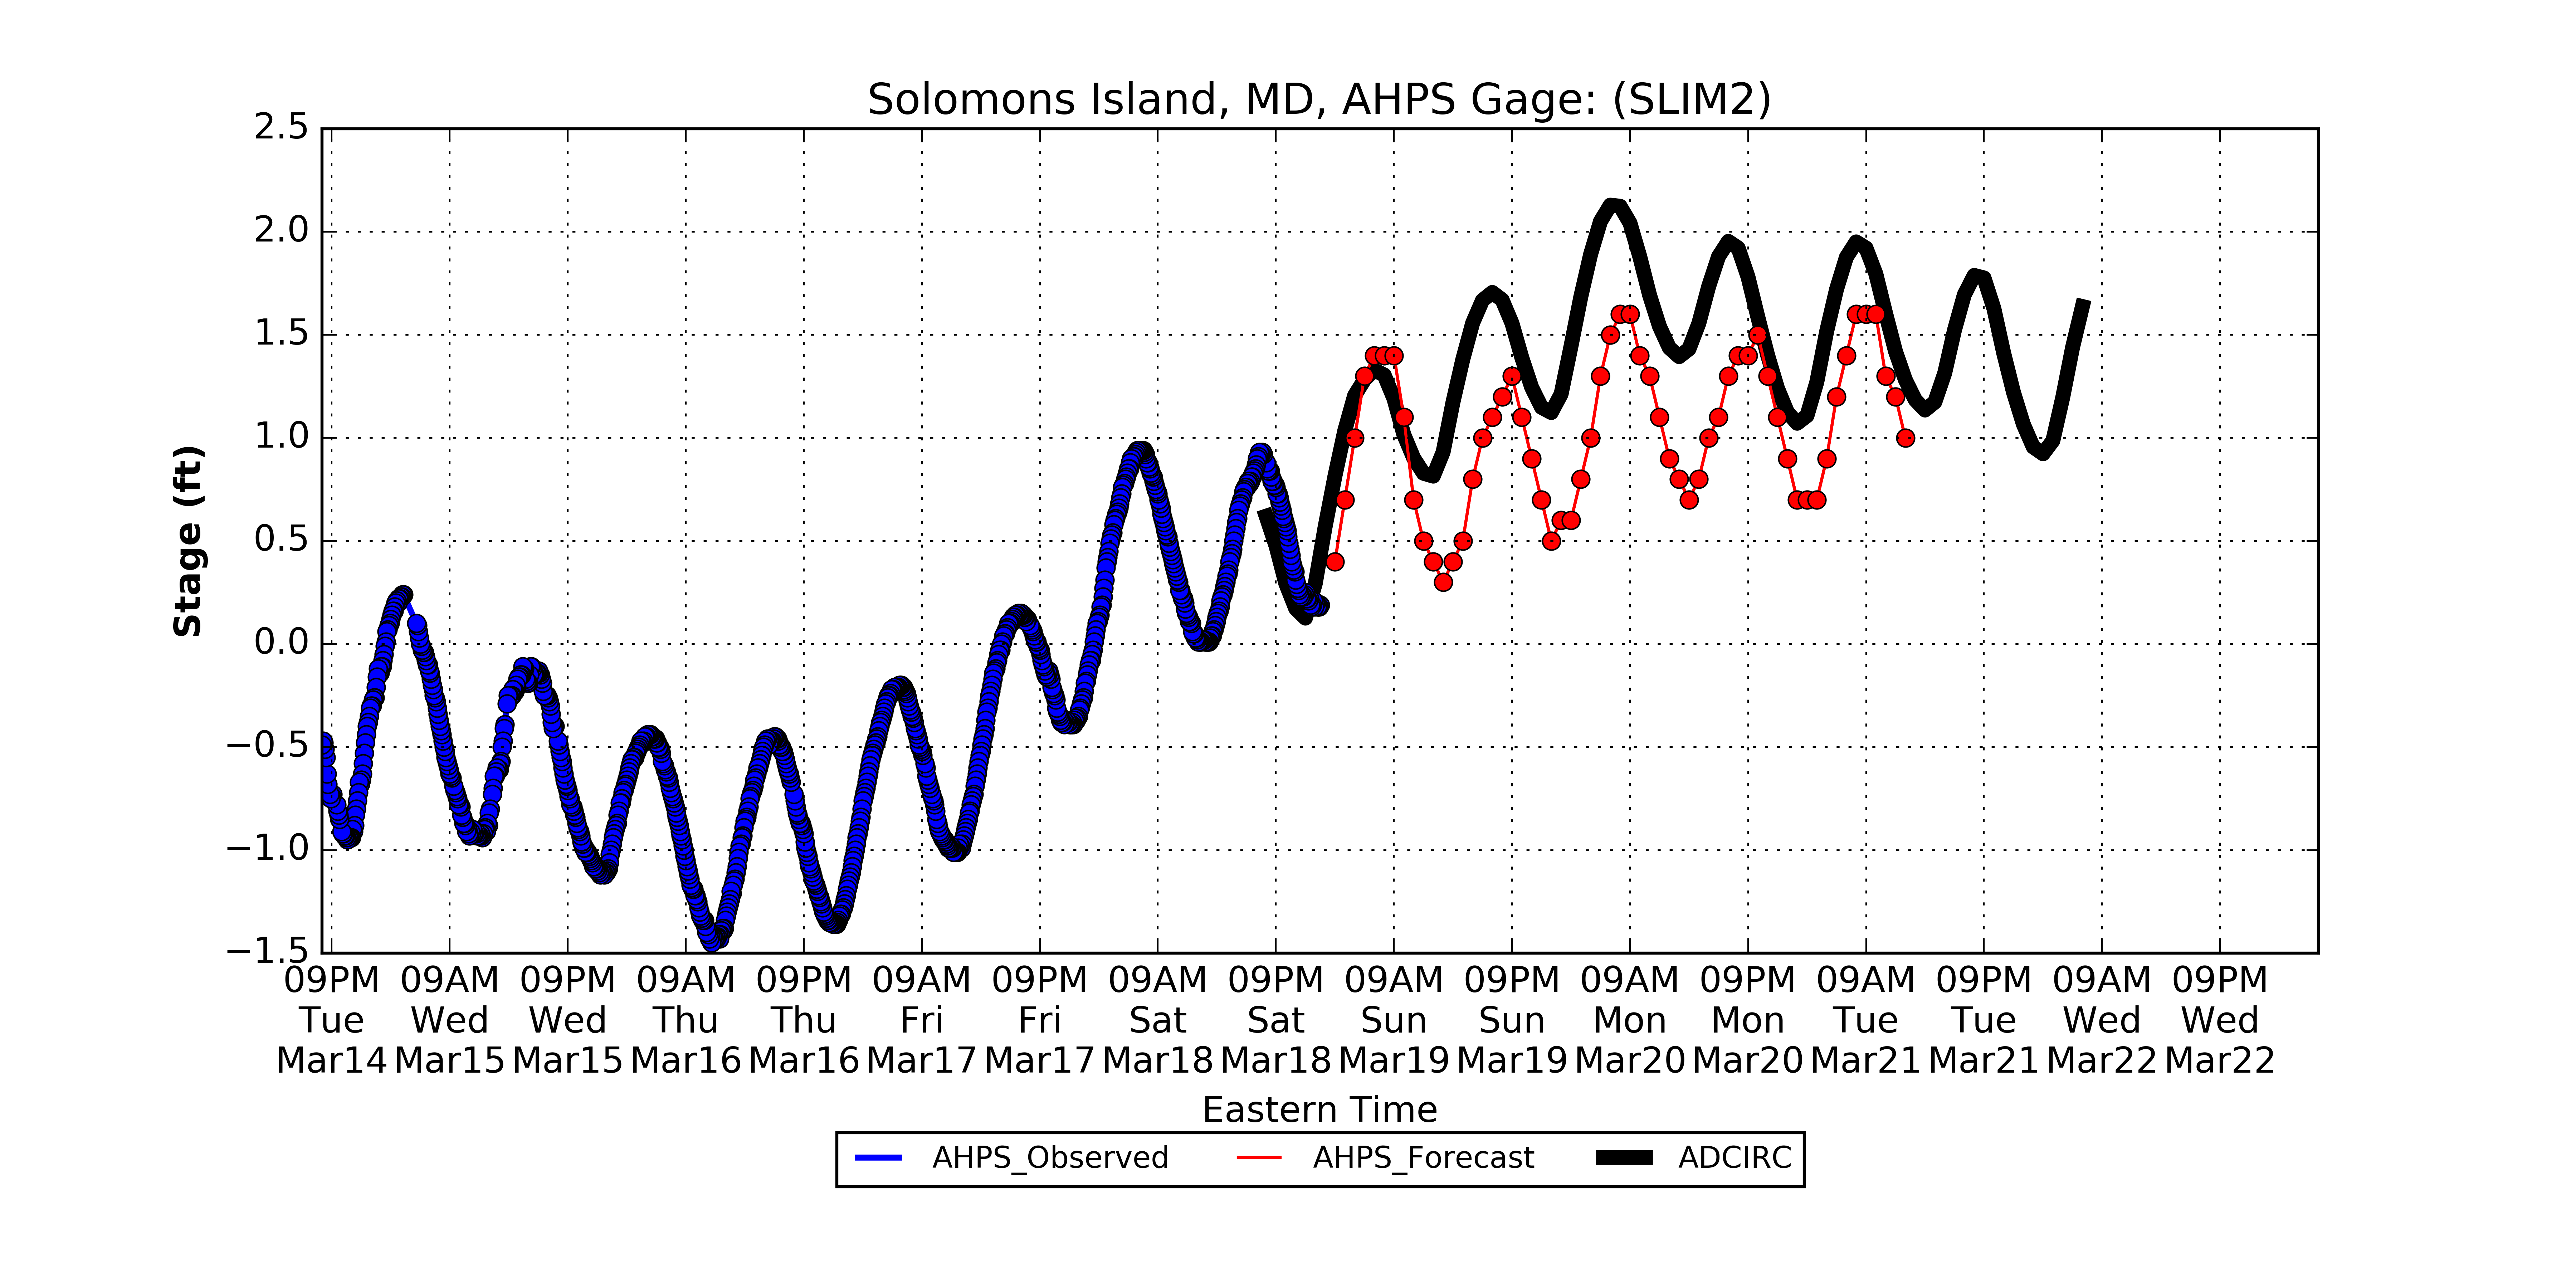 Solomons Island, MD, AHPS Gage: (SLIM2)
2.5
2.0
1.5
1.0
0.5
0.0
−0.5
−1.0
−1.5
Stage (ft)
09PM 09AM 09PM 09AM 09PM 09AM 09PM 09AM 09PM 09AM 09PM 09AM 09PM 09AM 09PM 09AM 09PM
Tue Wed Wed Thu Thu Fri Fri Sat Sat Sun Sun Mon Mon Tue Tue Wed Wed
Mar14 Mar15 Mar15 Mar16 Mar16 Mar17 Mar17 Mar18 Mar18 Mar19 Mar19 Mar20 Mar20 Mar21 Mar21 Mar22 Mar22
Eastern Time
AHPS_Observed AHPS_Forecast ADCIRC